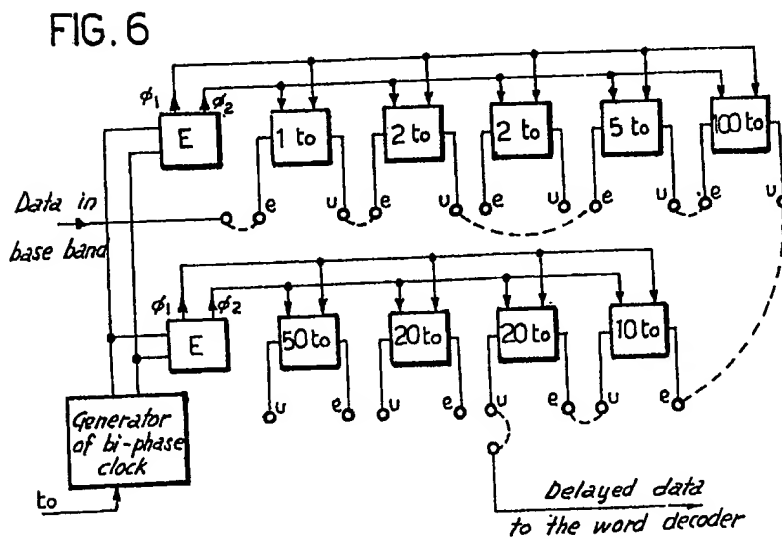 FIG. 6
ϕ1 ϕ2
E
1 to
2 to
2 to
5 to
100 to
e u e u e u e u e u
Data in
base band
ϕ1 ϕ2
E
50 to
20 to
20 to
10 to
u e u e u e u e
Generator
of bi-phase
clock
to
Delayed data
to the word decoder